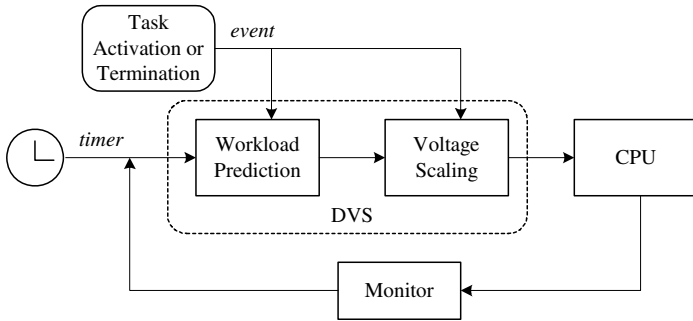 Task
Activation or
Termination
event
timer
Workload
Prediction
Voltage
Scaling
CPU
DVS
Monitor